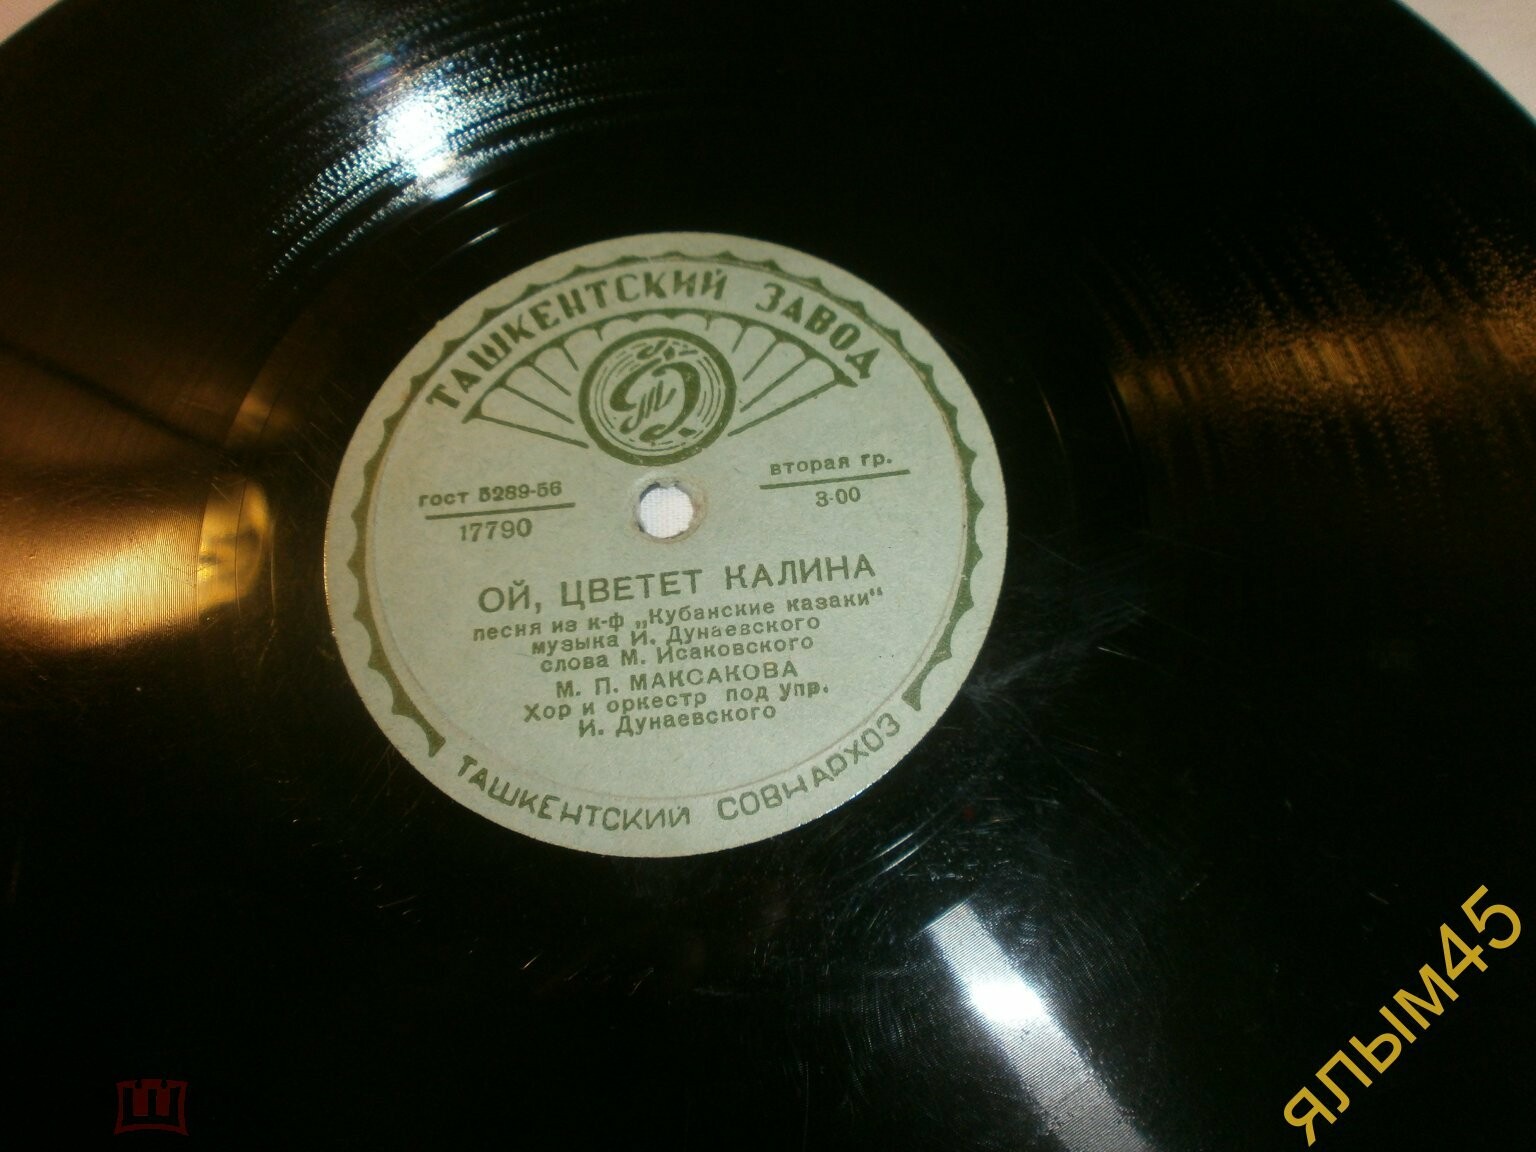 ТАШКЕНТСКИЙ ЗАВОД
гост 5289-56
17790
вторая гр.
3-00
ОЙ, ЦВЕТЕТ КАЛИНА
песня из к-ф „Кубанские казаки“
музыка И. Дунаевского
слова М. Исаковского
М. П. МАКСАКОВА
Хор и оркестр под упр.
И. Дунаевского
ТАШКЕНТСКИЙ СОВНАРХОЗ
ялым45